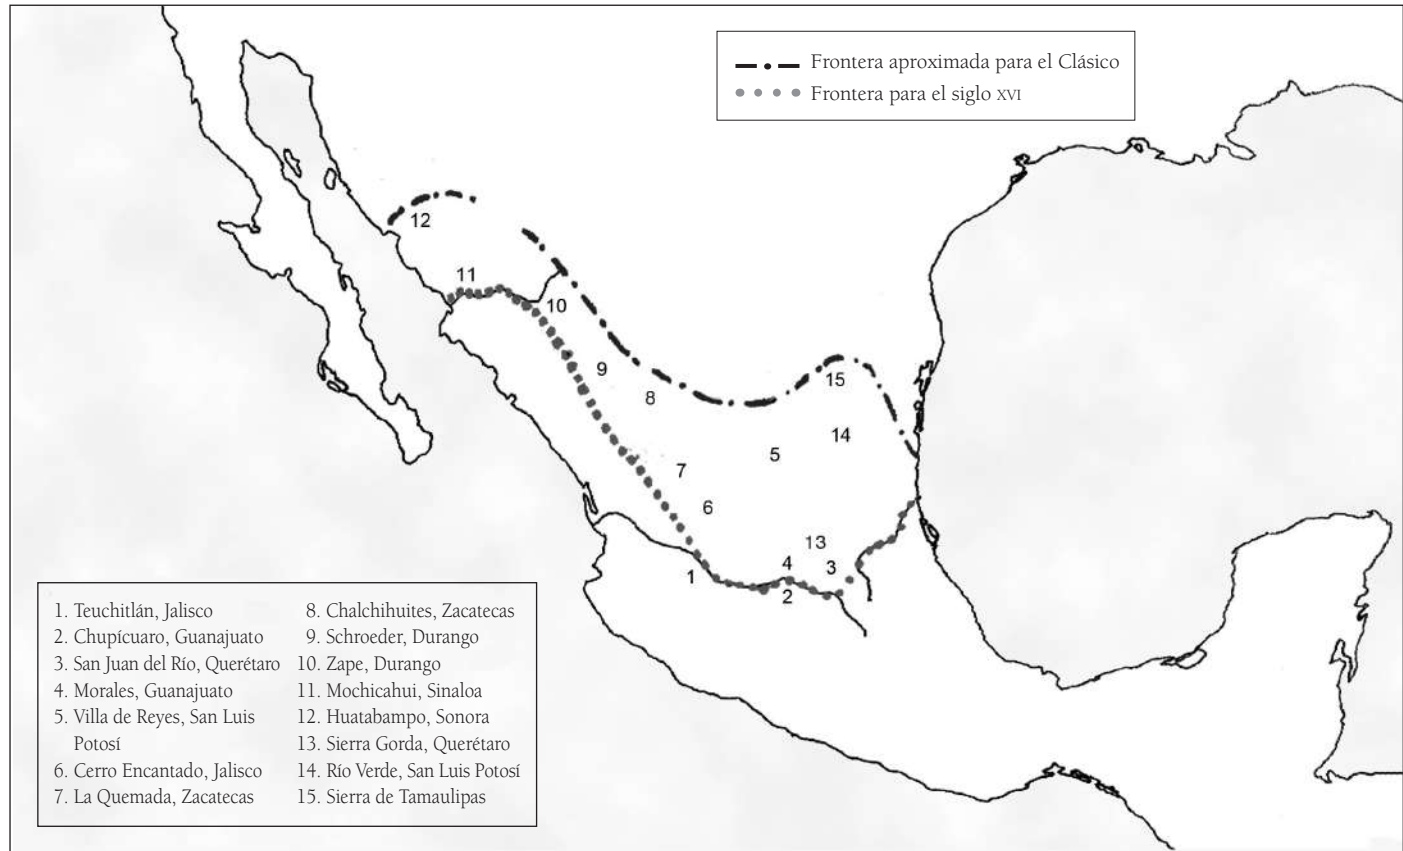 Frontera aproximada para el Clásico
Frontera para el siglo XVI
12
11
10
9
8
15
14
5
7
6
13
4
3
1
2
1. Teuchitlán, Jalisco
2. Chupícuaro, Guanajuato
3. San Juan del Río, Querétaro
4. Morales, Guanajuato
5. Villa de Reyes, San Luis
Potosí
6. Cerro Encantado, Jalisco
7. La Quemada, Zacatecas
8. Chalchihuites, Zacatecas
9. Schroeder, Durango
10. Zape, Durango
11. Mochicahui, Sinaloa
12. Huatabampo, Sonora
13. Sierra Gorda, Querétaro
14. Río Verde, San Luis Potosí
15. Sierra de Tamaulipas